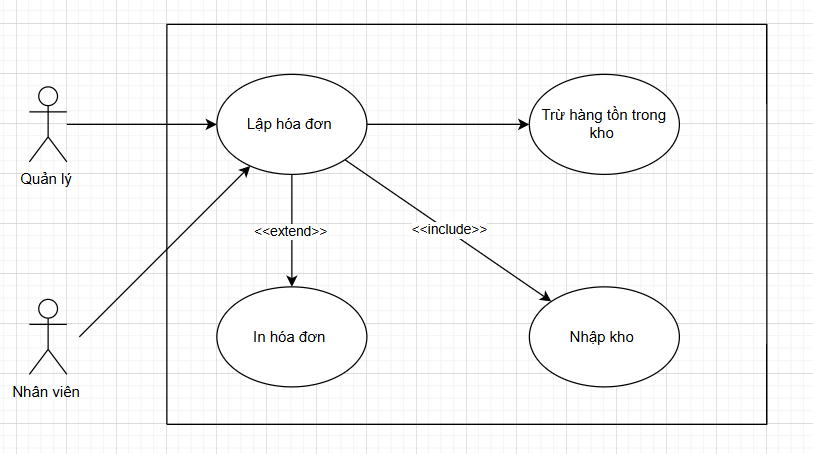 Lập hóa đơn
Trừ hàng tồn trong
kho
Quản lý
<<extend>>
<<include>>
In hóa đơn
Nhập kho
Nhân viên